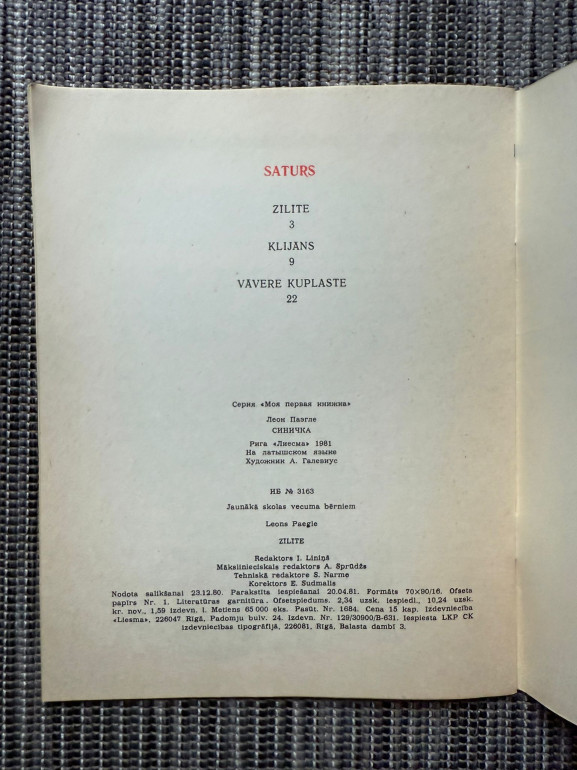 SATURS
ZILITE
3
KLIJĀNS
9
VĀVERE KUPLASTE
22
Серия «Моя первая книжка»
Леон Паэгле
СИНИЧКА
Рига «Лиесма» 1981
На латышском языке
Художник А. Галевиус
ИБ № 3163
Jaunākā skolas vecuma bērniem
Leons Paegle
ZILITE
Redaktors I. Liniņā
Mākslinieciskais redaktors A. Sprūdžs
Tehniskā redaktore S. Narme
Korektors E. Sudmalis
Nodota salikšanai 23.12.80. Parakstīta iespiešanai 20.04.81. Formāts 70×90/16. Ofseta
papīrs Nr. 1. Literatūras garnitūra. Ofsetspiedums. 2,34 uzsk. iespiedl., 10,24 uzsk.
kr. nov., 1,59 izdevn. l. Metiens 65 000 eks. Pasūt. Nr. 1684. Cena 15 kap. Izdevniecība
«Liesma», 226047 Rīgā, Padomju bulv. 24. Izdevn. Nr. 129/30900/B-631. Iespiesta LKP CK
izdevniecības tipogrāfijā, 226081, Rīgā, Balasta dambī 3.